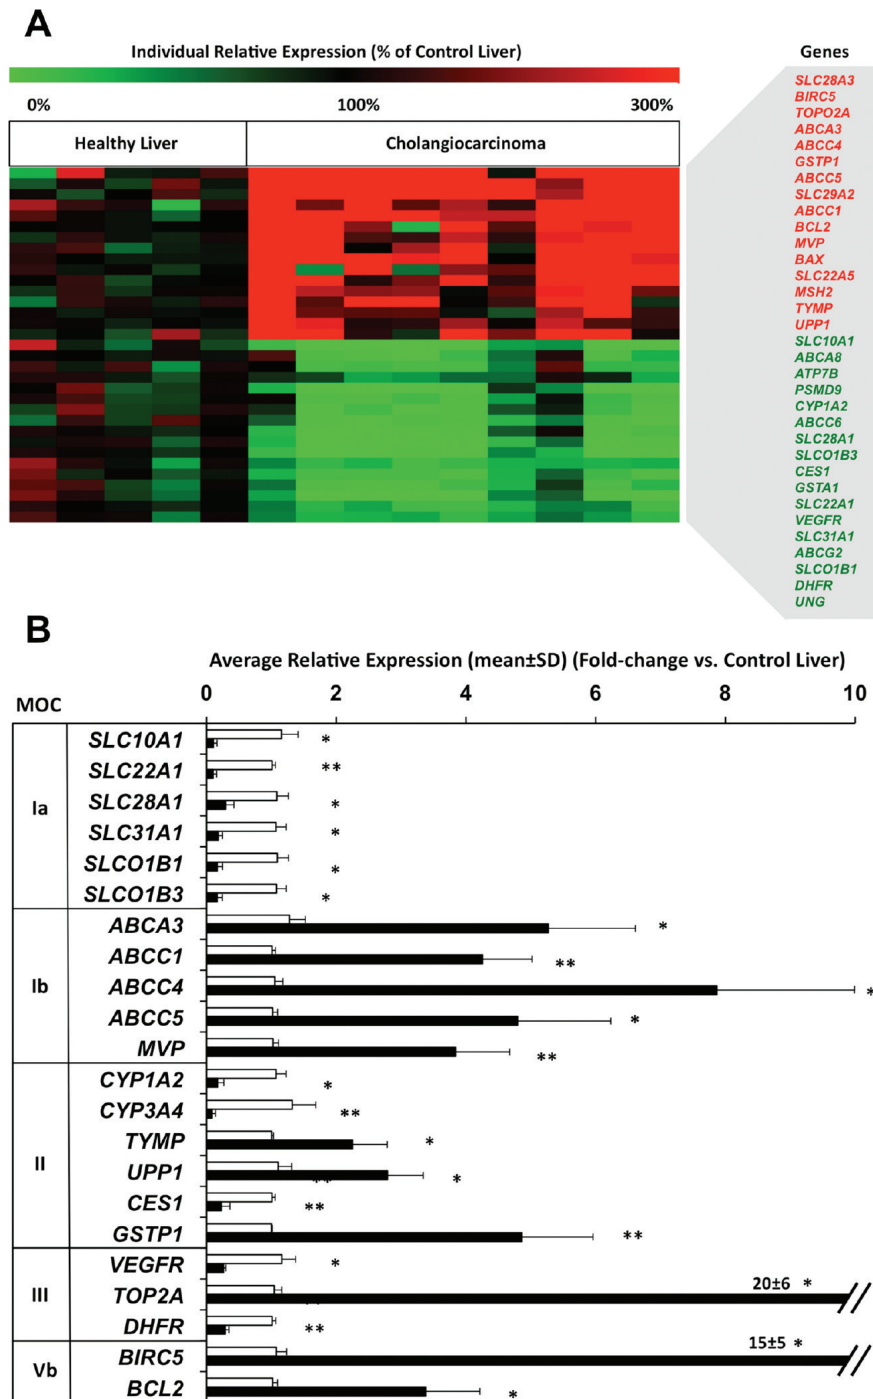 A
Individual Relative Expression (% of Control Liver)
Genes
0%
100%
300%
Healthy Liver
Cholangiocarcinoma
SLC28A3
BIRC5
TOPO2A
ABCA3
ABCC4
GSTP1
ABCC5
SLC29A2
ABCC1
BCL2
MVP
BAX
SLC22A5
MSH2
TYMP
UPP1
SLC10A1
ABCA8
ATP7B
PSMD9
CYP1A2
ABCC6
SLC28A1
SLCO1B3
CES1
GSTA1
SLC22A1
VEGFR
SLC31A1
ABCG2
SLCO1B1
DHFR
UNG
B
Average Relative Expression (mean±SD) (Fold-change vs. Control Liver)
MOC
0 2 4 6 8 10
Ia
SLC10A1 *
SLC22A1 **
SLC28A1 *
SLC31A1 *
SLCO1B1 *
SLCO1B3 *
Ib
ABCA3 *
ABCC1 **
ABCC4 *
ABCC5 *
MVP **
II
CYP1A2 *
CYP3A4 **
TYMP *
UPP1 ** *
CES1 **
GSTP1 **
III
VEGFR *
TOP2A 20±6 *
DHFR **
Vb
BIRC5 15±5 *
BCL2 *